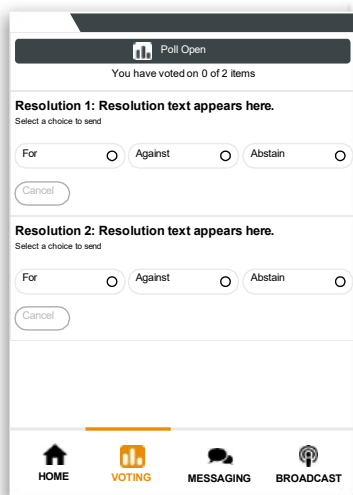 Poll Open
You have voted on 0 of 2 items
Resolution 1: Resolution text appears here.
Select a choice to send
For Against Abstain
Cancel
Resolution 2: Resolution text appears here.
Select a choice to send
For Against Abstain
Cancel
HOME VOTING MESSAGING BROADCAST